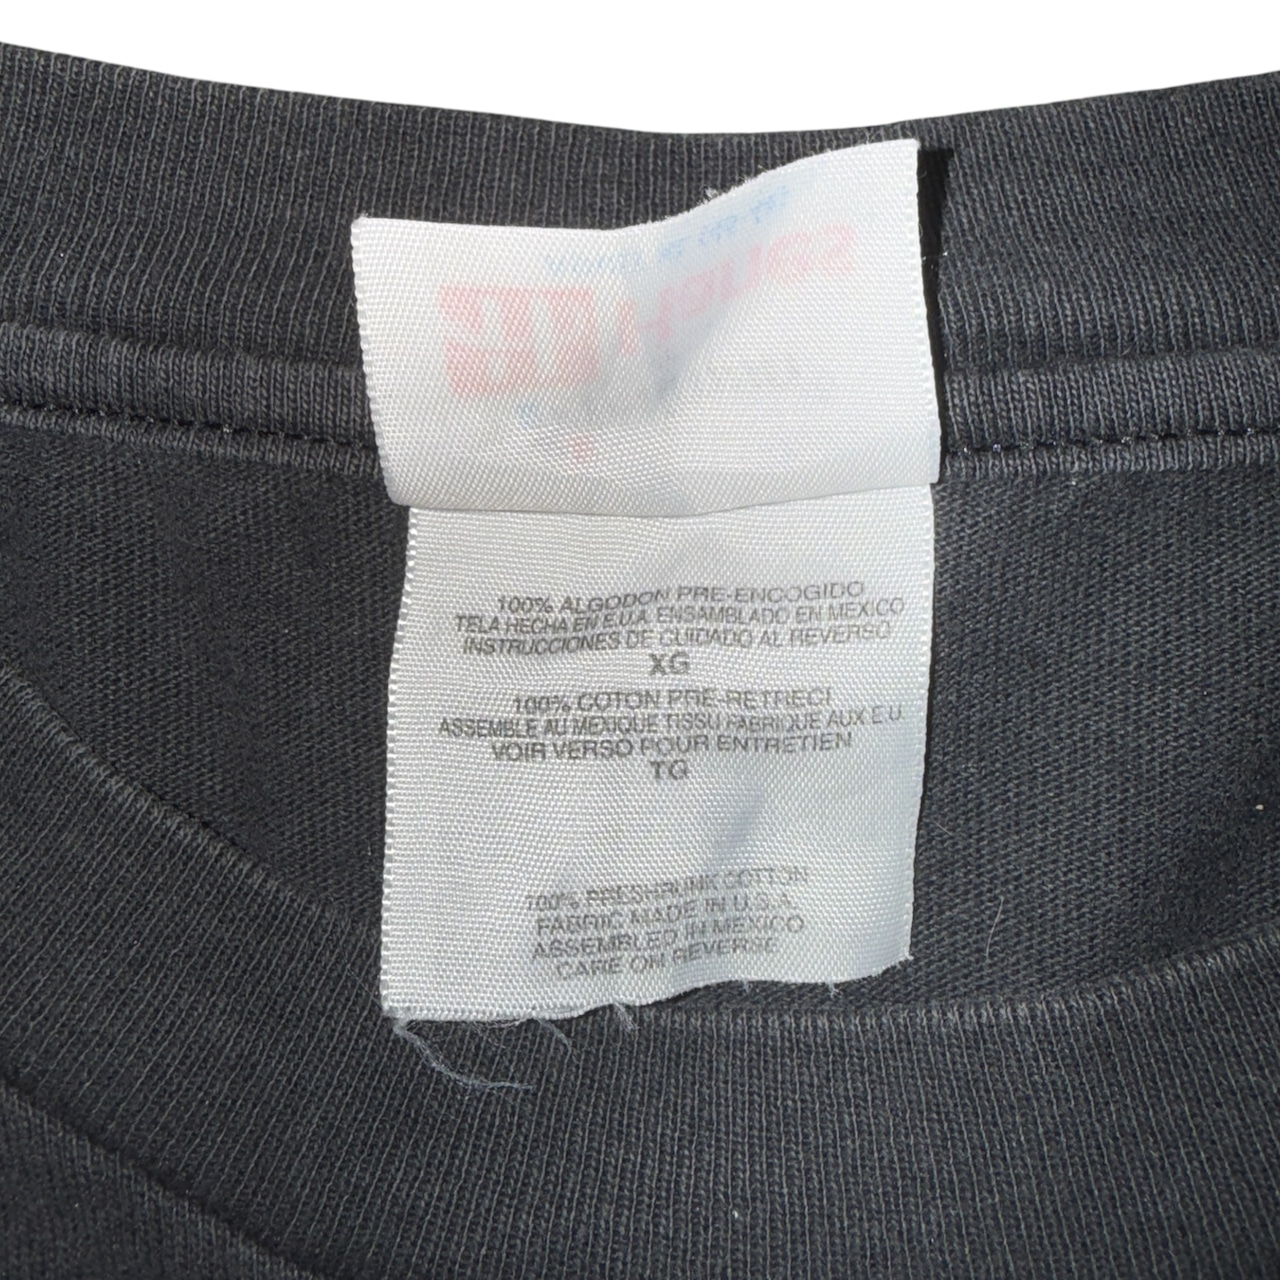 100% ALGODON PRE-ENCOGIDO
TELA HECHA EN E.U.A. ENSAMBLADO EN MEXICO
INSTRUCCIONES DE CUIDADO AL REVERSO
XG
100% COTON PRE-RETRECI
ASSEMBLE AU MEXIQUE TISSU FABRIQUE AUX E.U.
VOIR VERSO POUR ENTRETIEN
TG
100% PRESHRUNK COTTON
FABRIC MADE IN U.S.A.
ASSEMBLED IN MEXICO
CARE ON REVERSE